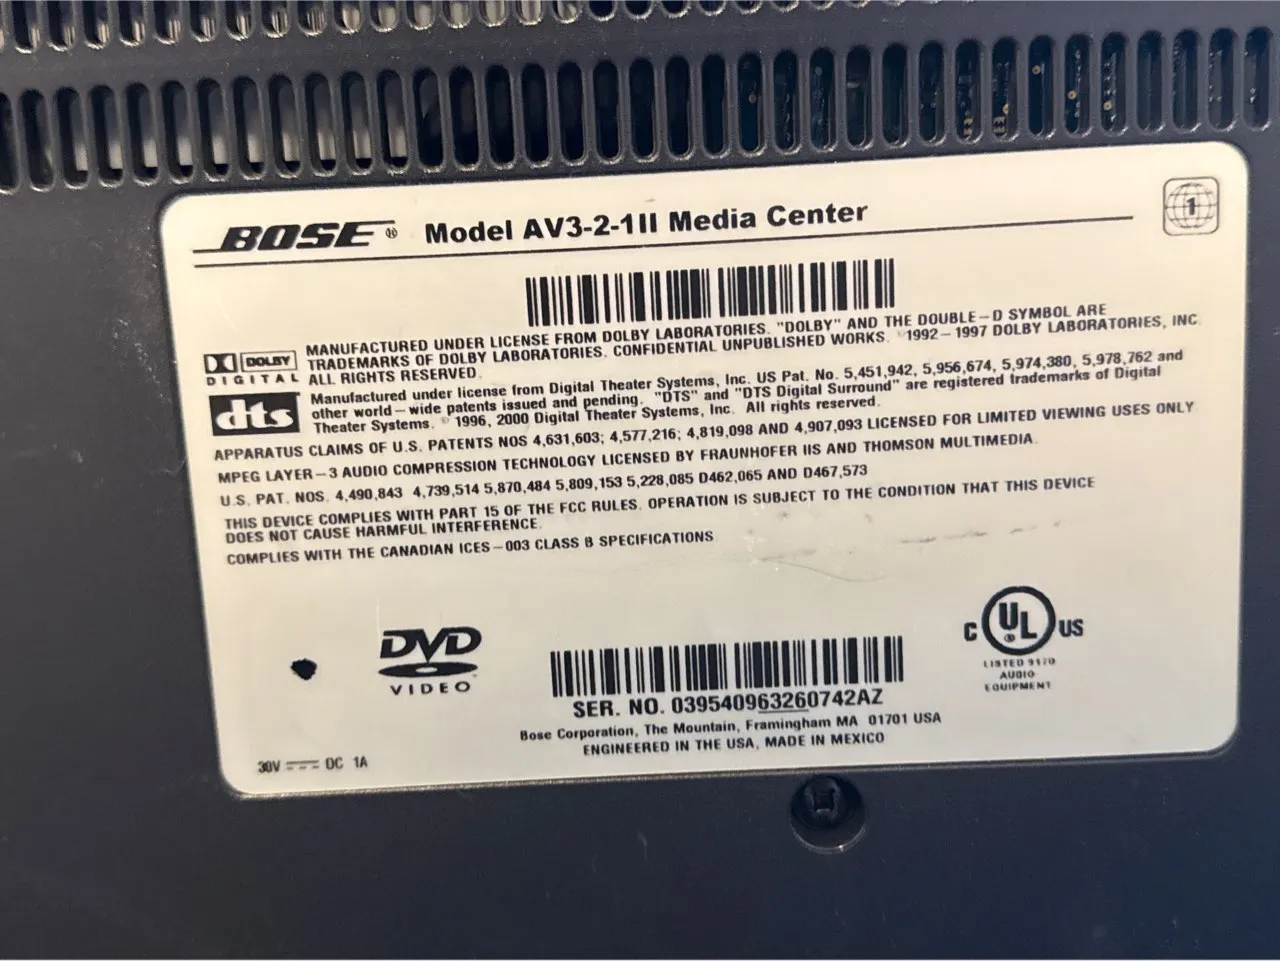 BOSE ® Model AV3-2-1II Media Center
1
MANUFACTURED UNDER LICENSE FROM DOLBY LABORATORIES. "DOLBY" AND THE DOUBLE-D SYMBOL ARE
TRADEMARKS OF DOLBY LABORATORIES. CONFIDENTIAL UNPUBLISHED WORKS. 1992-1997 DOLBY LABORATORIES, INC.
ALL RIGHTS RESERVED.
DOLBY
DIGITAL
Manufactured under license from Digital Theater Systems, Inc. US Pat. No. 5,451,942, 5,956,674, 5,974,380, 5,978,762 and
other world-wide patents issued and pending. "DTS" and "DTS Digital Surround" are registered trademarks of Digital
Theater Systems. © 1996, 2000 Digital Theater Systems, Inc. All rights reserved.
dts
APPARATUS CLAIMS OF U.S. PATENTS NOS 4,631,603; 4,577,216; 4,819,098 AND 4,907,093 LICENSED FOR LIMITED VIEWING USES ONLY
MPEG LAYER-3 AUDIO COMPRESSION TECHNOLOGY LICENSED BY FRAUNHOFER IIS AND THOMSON MULTIMEDIA.
U.S. PAT. NOS. 4,490,843 4,739,514 5,870,484 5,809,153 5,228,085 D462,065 AND D467,573
THIS DEVICE COMPLIES WITH PART 15 OF THE FCC RULES. OPERATION IS SUBJECT TO THE CONDITION THAT THIS DEVICE
DOES NOT CAUSE HARMFUL INTERFERENCE.
COMPLIES WITH THE CANADIAN ICES-003 CLASS B SPECIFICATIONS
DVD
VIDEO
C UL ® US
LISTED 9170
AUDIO
EQUIPMENT
SER. NO. 039540963260742AZ
Bose Corporation, The Mountain, Framingham MA 01701 USA
ENGINEERED IN THE USA, MADE IN MEXICO
30V DC 1A